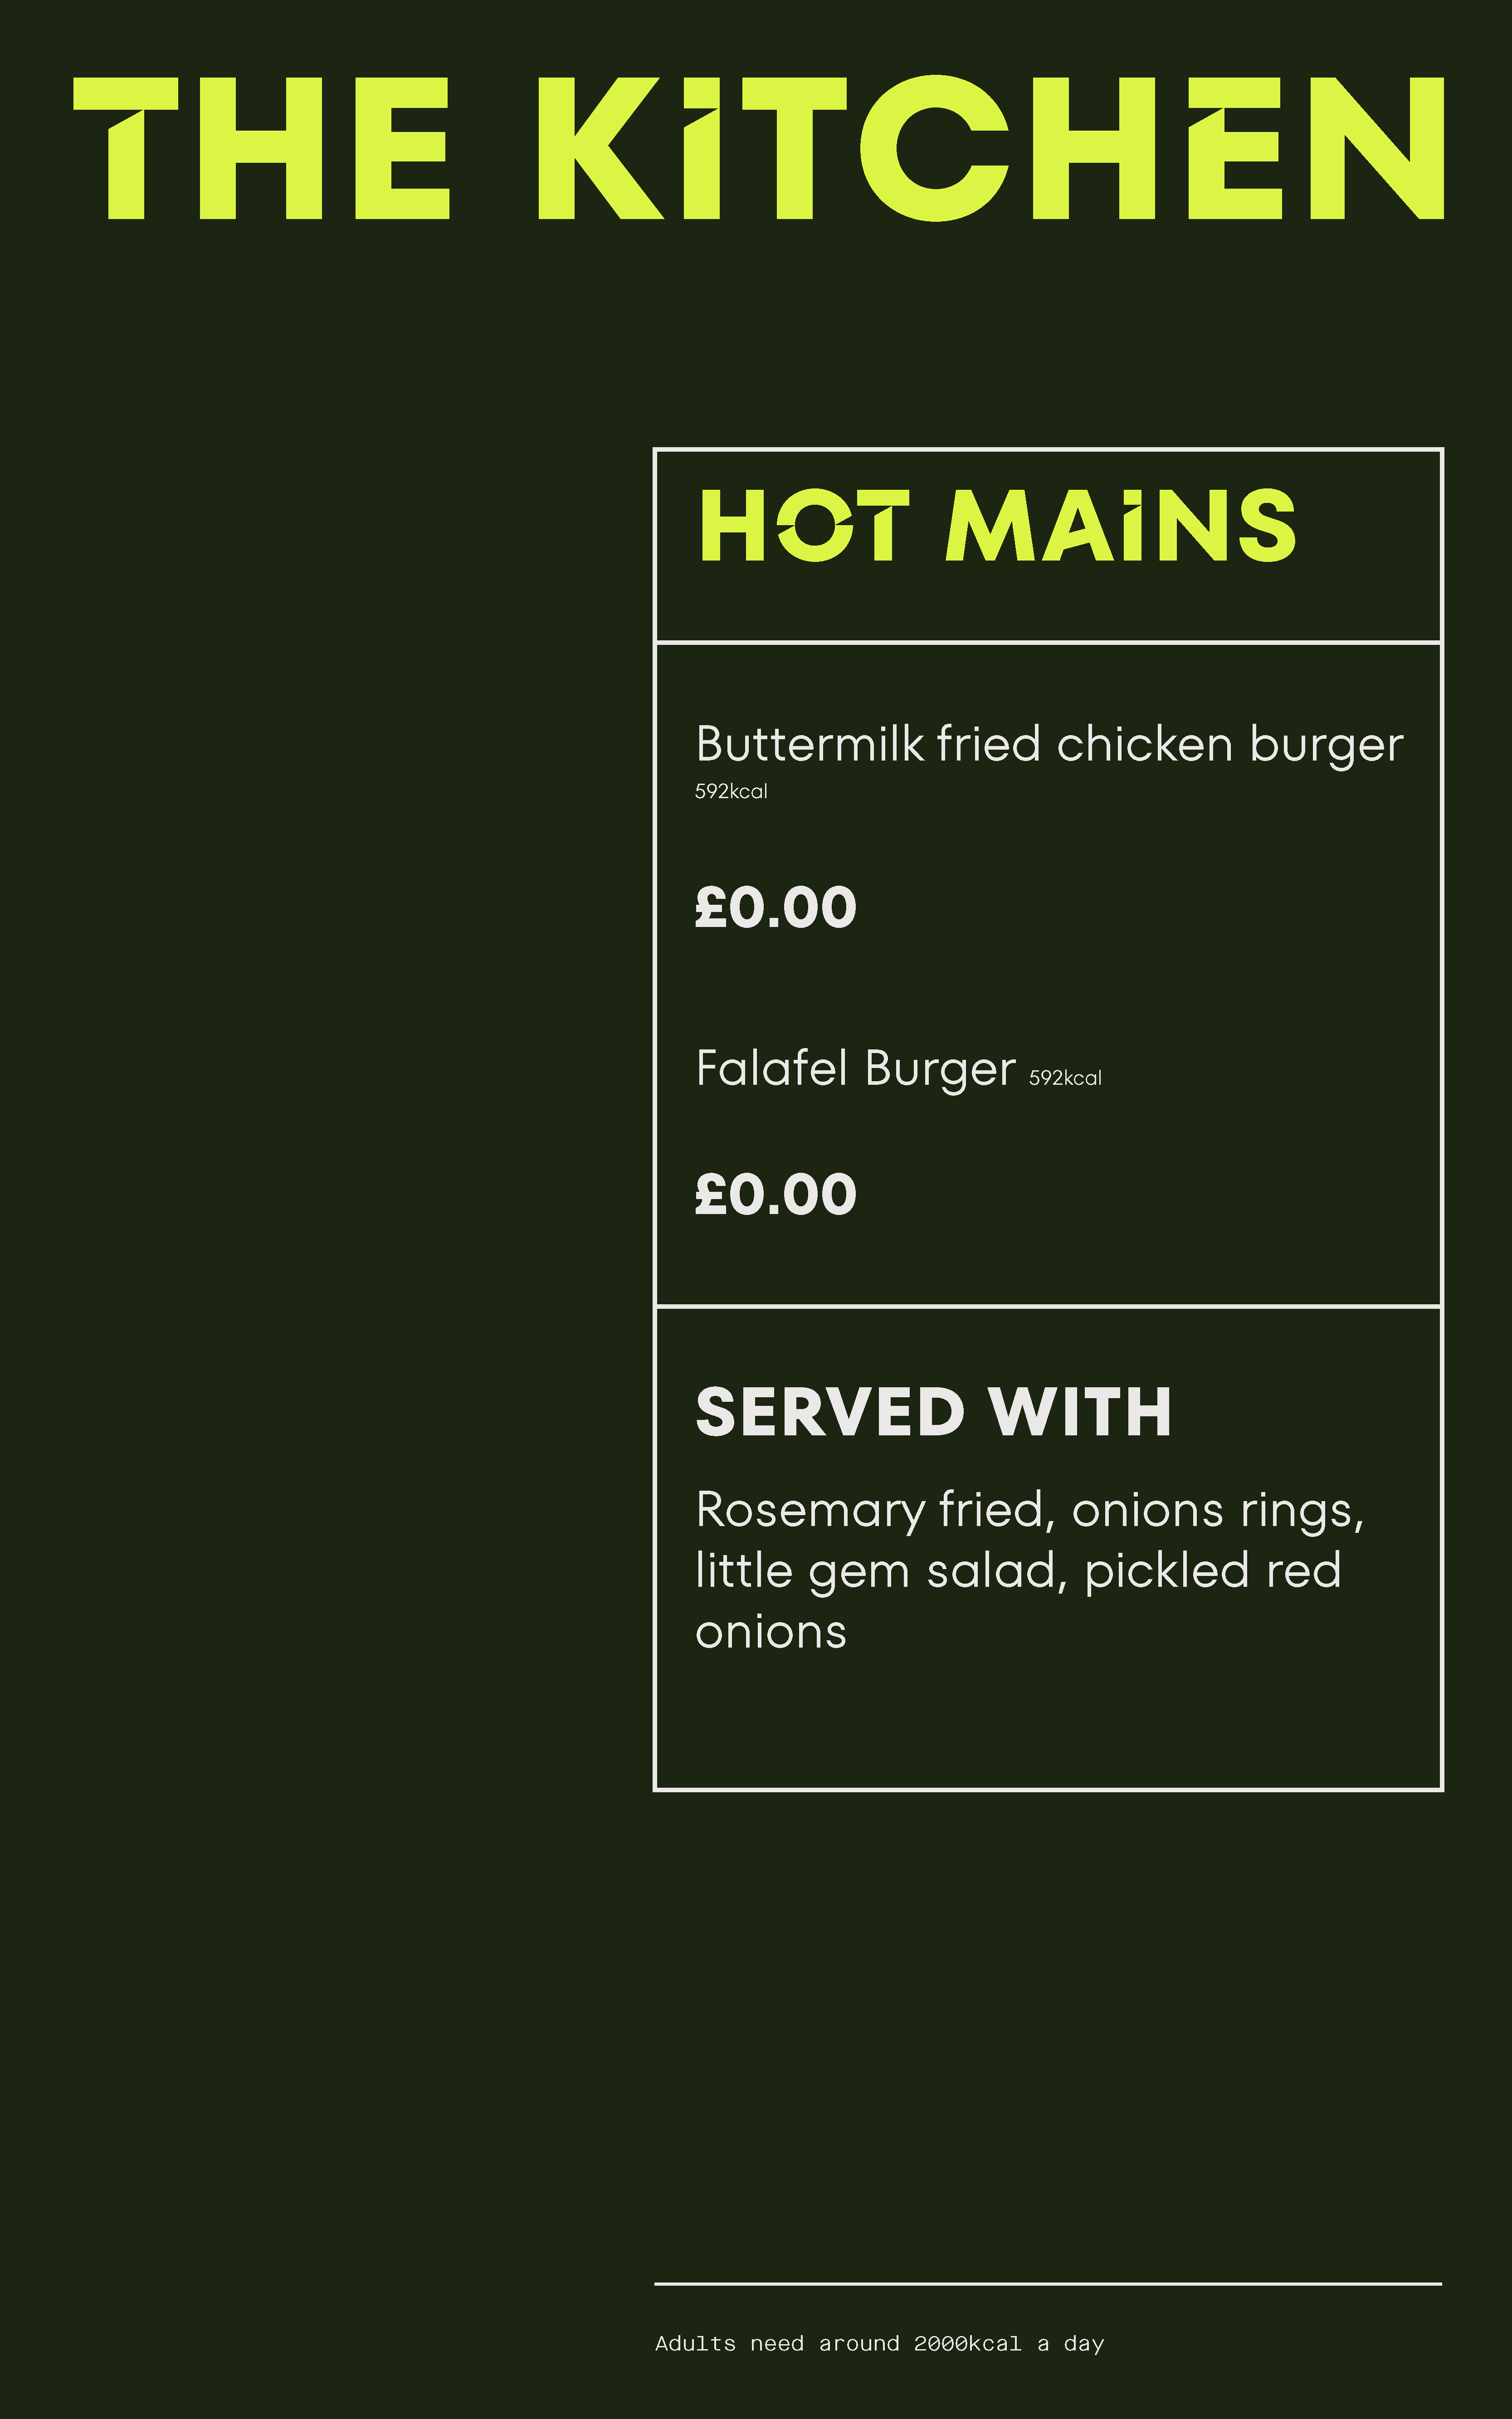 THE KiTCHEN
HOT MAiNS
Buttermilk fried chicken burger
592kcal
£0.00
Falafel Burger 592kcal
£0.00
SERVED WITH
Rosemary fried, onions rings,
little gem salad, pickled red
onions
Adults need around 2000kcal a day